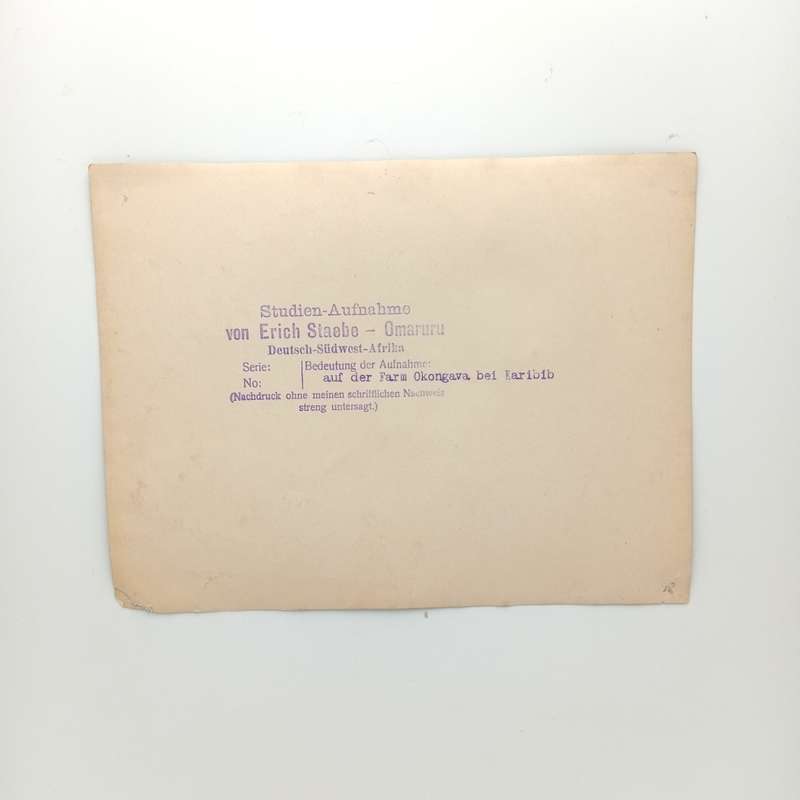 Studien-Aufnahme
von Erich Staebe – Omaruru
Deutsch-Südwest-Afrika
Serie: Bedeutung der Aufnahme:
No: auf der Farm Okongava bei Karibib
(Nachdruck ohne meinen schriftlichen Nachweis
streng untersagt.)